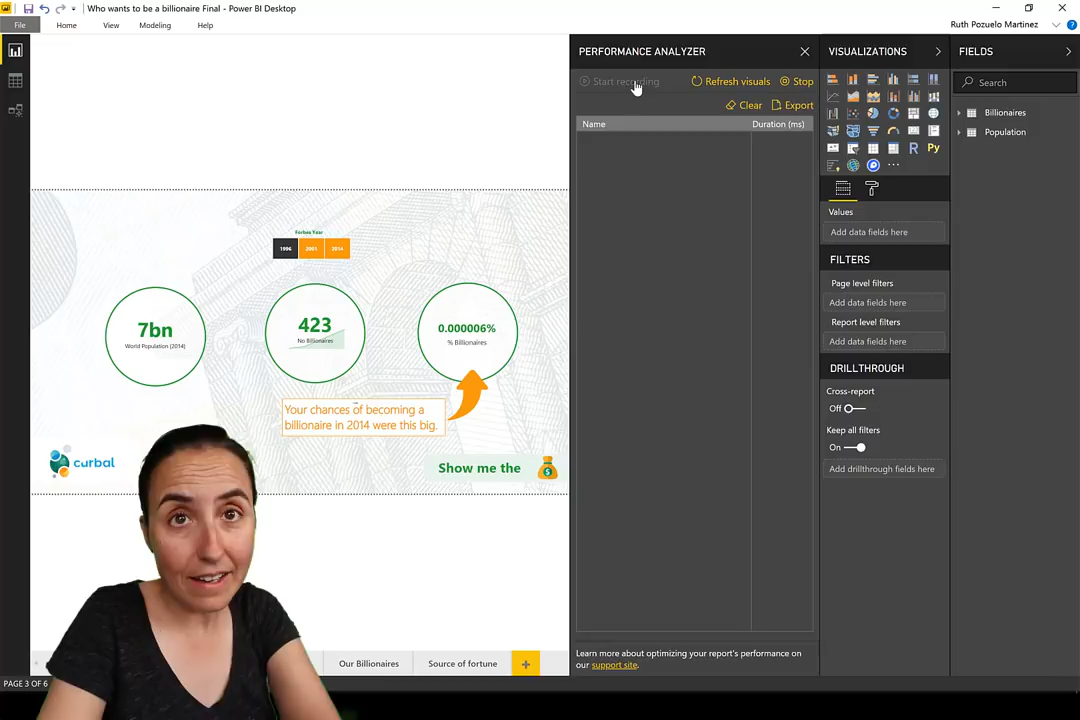 Who wants to be a billionaire Final - Power BI Desktop
Ruth Pozuelo Martinez
File
Home
View
Modeling
Help
PERFORMANCE ANALYZER
Start recording
Refresh visuals
Stop
Clear
Export
Name
Duration (ms)
Learn more about optimizing your report's performance on
our support site.
VISUALIZATIONS
R
Py
Values
Add data fields here
FILTERS
Page level filters
Add data fields here
Report level filters
Add data fields here
DRILLTHROUGH
Cross-report
Off
Keep all filters
On
Add drillthrough fields here
FIELDS
Search
Billionaires
Population
Forbes Year
1996
2001
2014
7bn
World Population (2014)
423
No Billionaires
0.000006%
% Billionaires
Your chances of becoming a
billionaire in 2014 were this big.
curbal
Show me the
Our Billionaires
Source of fortune
PAGE 3 OF 6